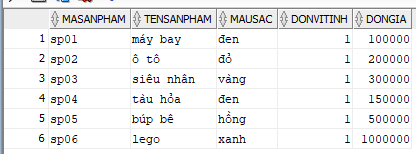 MASANPHAM TENSANPHAM MAUSAC DONVITINH DONGIA
1 sp01 máy bay đen 1 100000
2 sp02 ô tô đỏ 1 200000
3 sp03 siêu nhân vàng 1 300000
4 sp04 tàu hỏa đen 1 150000
5 sp05 búp bê hồng 1 500000
6 sp06 lego xanh 1 1000000